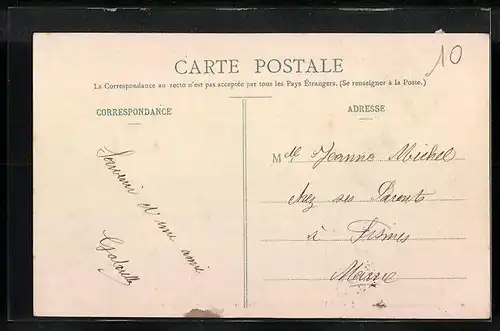 10
CARTE POSTALE
La Correspondance au recto n'est pas acceptée par tous les Pays Étrangers. (Se renseigner à la Poste.)
CORRESPONDANCE
Souvenir
d'une amie
ADRESSE
Mdlle Jeanne Michel
chez ses Parents
à Fismes
Marne